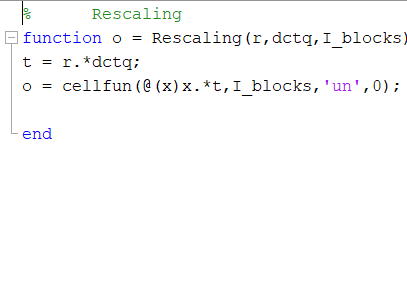 %      Rescaling
function o = Rescaling(r,dctq,I_blocks)
t = r.*dctq;
o = cellfun(@(x)x.*t,I_blocks,'un',0);
end